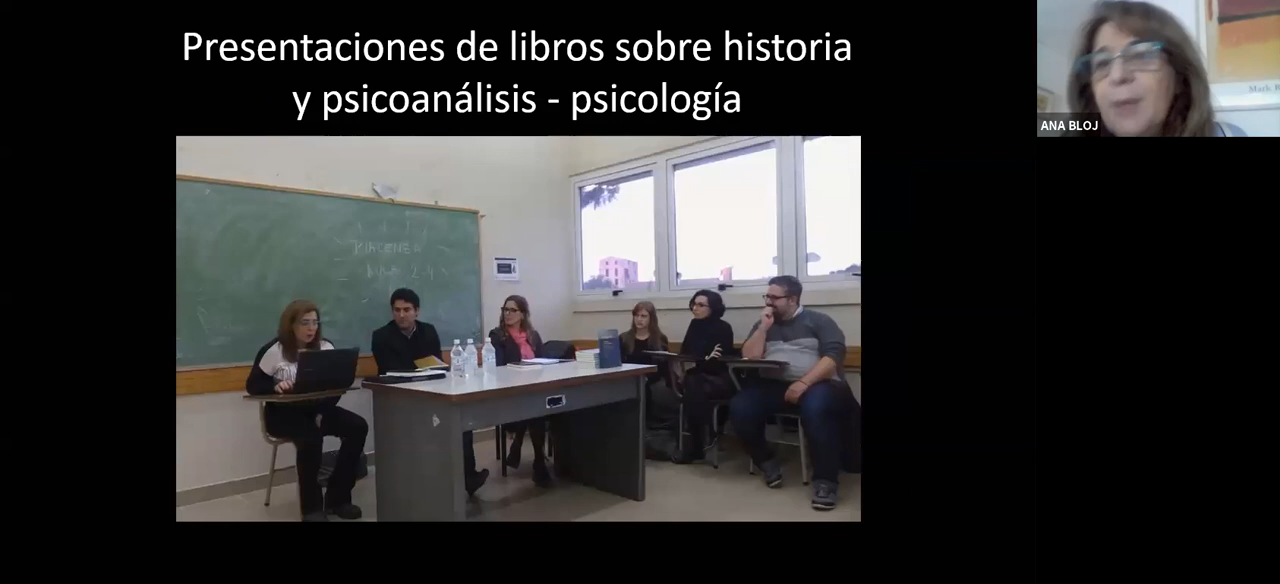 Presentaciones de libros sobre historia
y psicoanálisis - psicología
ANA BLOJ